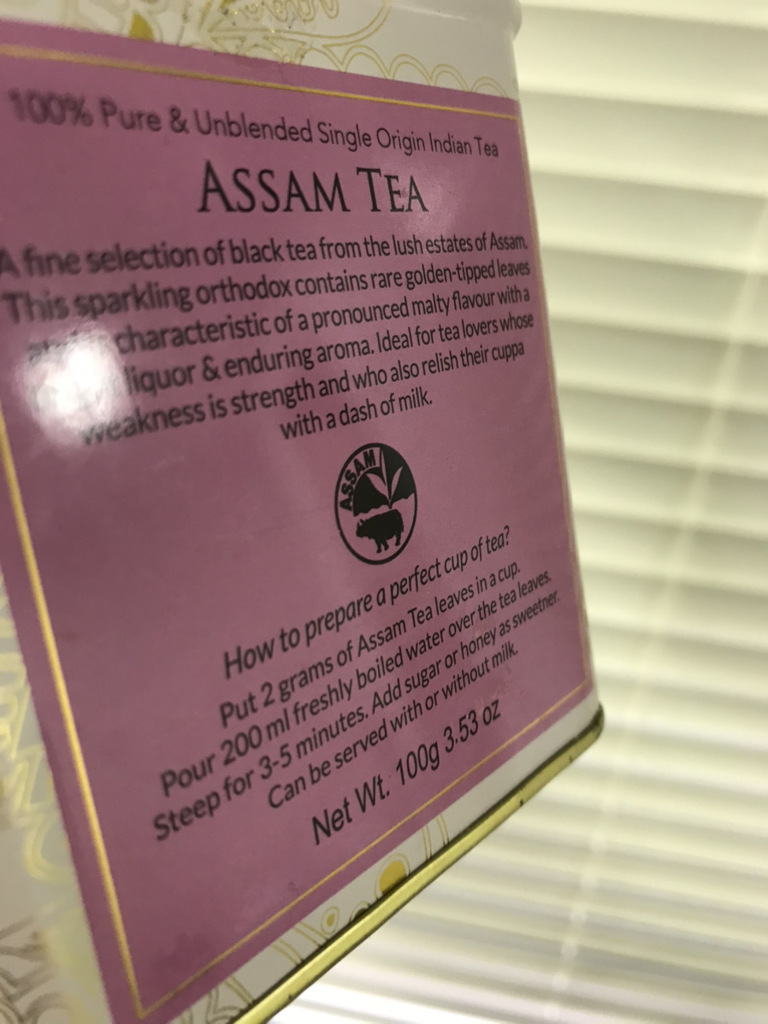 100% Pure & Unblended Single Origin Indian Tea
ASSAM TEA
A fine selection of black tea from the lush estates of Assam.
This sparkling orthodox contains rare golden-tipped leaves
characteristic of a pronounced malty flavour with a
liquor & enduring aroma. Ideal for tea lovers whose
weakness is strength and who also relish their cuppa
with a dash of milk.
ASSAM
How to prepare a perfect cup of tea?
Put 2 grams of Assam Tea leaves in a cup.
Pour 200 ml freshly boiled water over the tea leaves.
Steep for 3-5 minutes. Add sugar or honey as sweetner.
Can be served with or without milk.
Net Wt. 100g 3.53 oz